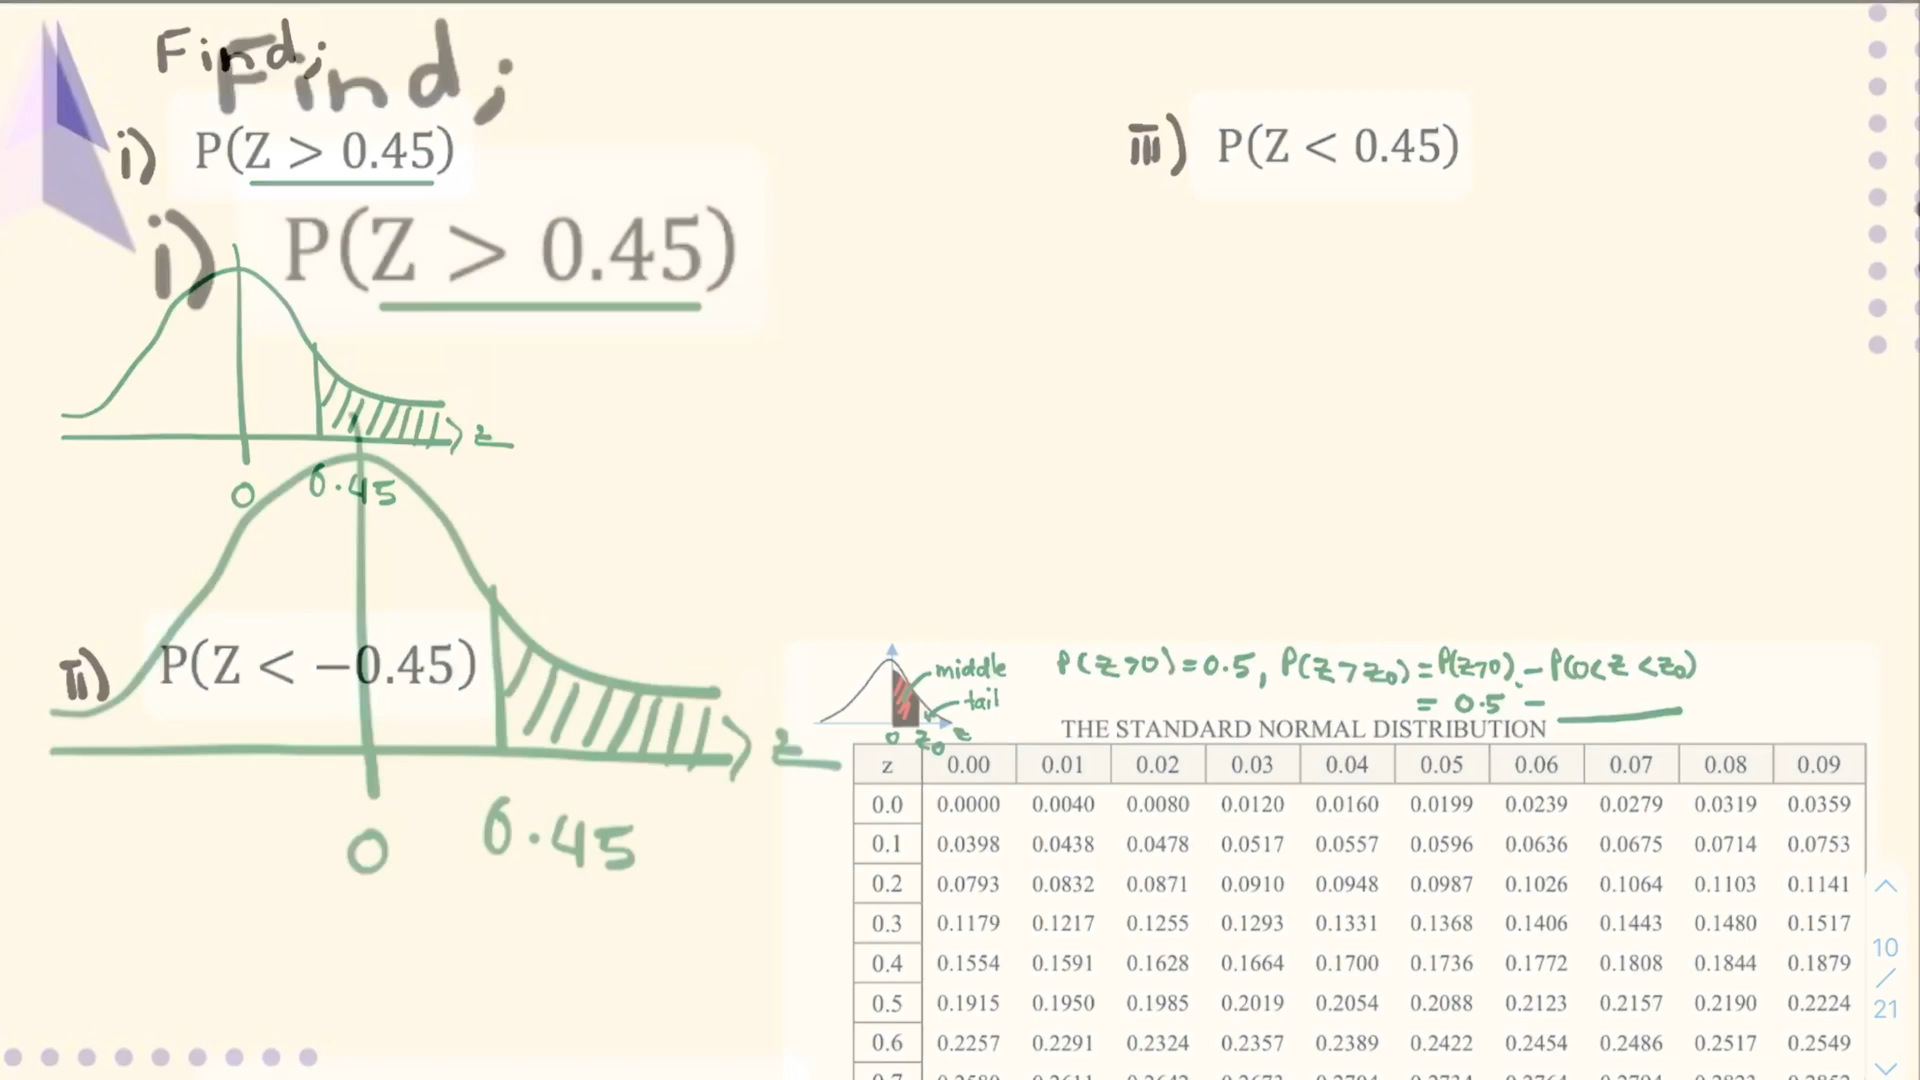 Find;
Find;
i) P(Z > 0.45)
i) P(Z > 0.45)
iii) P(Z < 0.45)
z
0 0.45
ii) P(Z < −0.45)
z
0 0.45
middle
tail
0 z₀ z
P(Z>0)=0.5, P(Z>z₀)=P(Z>0)-P(0<Z<z₀)
= 0.5 -
THE STANDARD NORMAL DISTRIBUTION
z 0.00 0.01 0.02 0.03 0.04 0.05 0.06 0.07 0.08 0.09
0.0 0.0000 0.0040 0.0080 0.0120 0.0160 0.0199 0.0239 0.0279 0.0319 0.0359
0.1 0.0398 0.0438 0.0478 0.0517 0.0557 0.0596 0.0636 0.0675 0.0714 0.0753
0.2 0.0793 0.0832 0.0871 0.0910 0.0948 0.0987 0.1026 0.1064 0.1103 0.1141
0.3 0.1179 0.1217 0.1255 0.1293 0.1331 0.1368 0.1406 0.1443 0.1480 0.1517
0.4 0.1554 0.1591 0.1628 0.1664 0.1700 0.1736 0.1772 0.1808 0.1844 0.1879
0.5 0.1915 0.1950 0.1985 0.2019 0.2054 0.2088 0.2123 0.2157 0.2190 0.2224
0.6 0.2257 0.2291 0.2324 0.2357 0.2389 0.2422 0.2454 0.2486 0.2517 0.2549
10
/
21